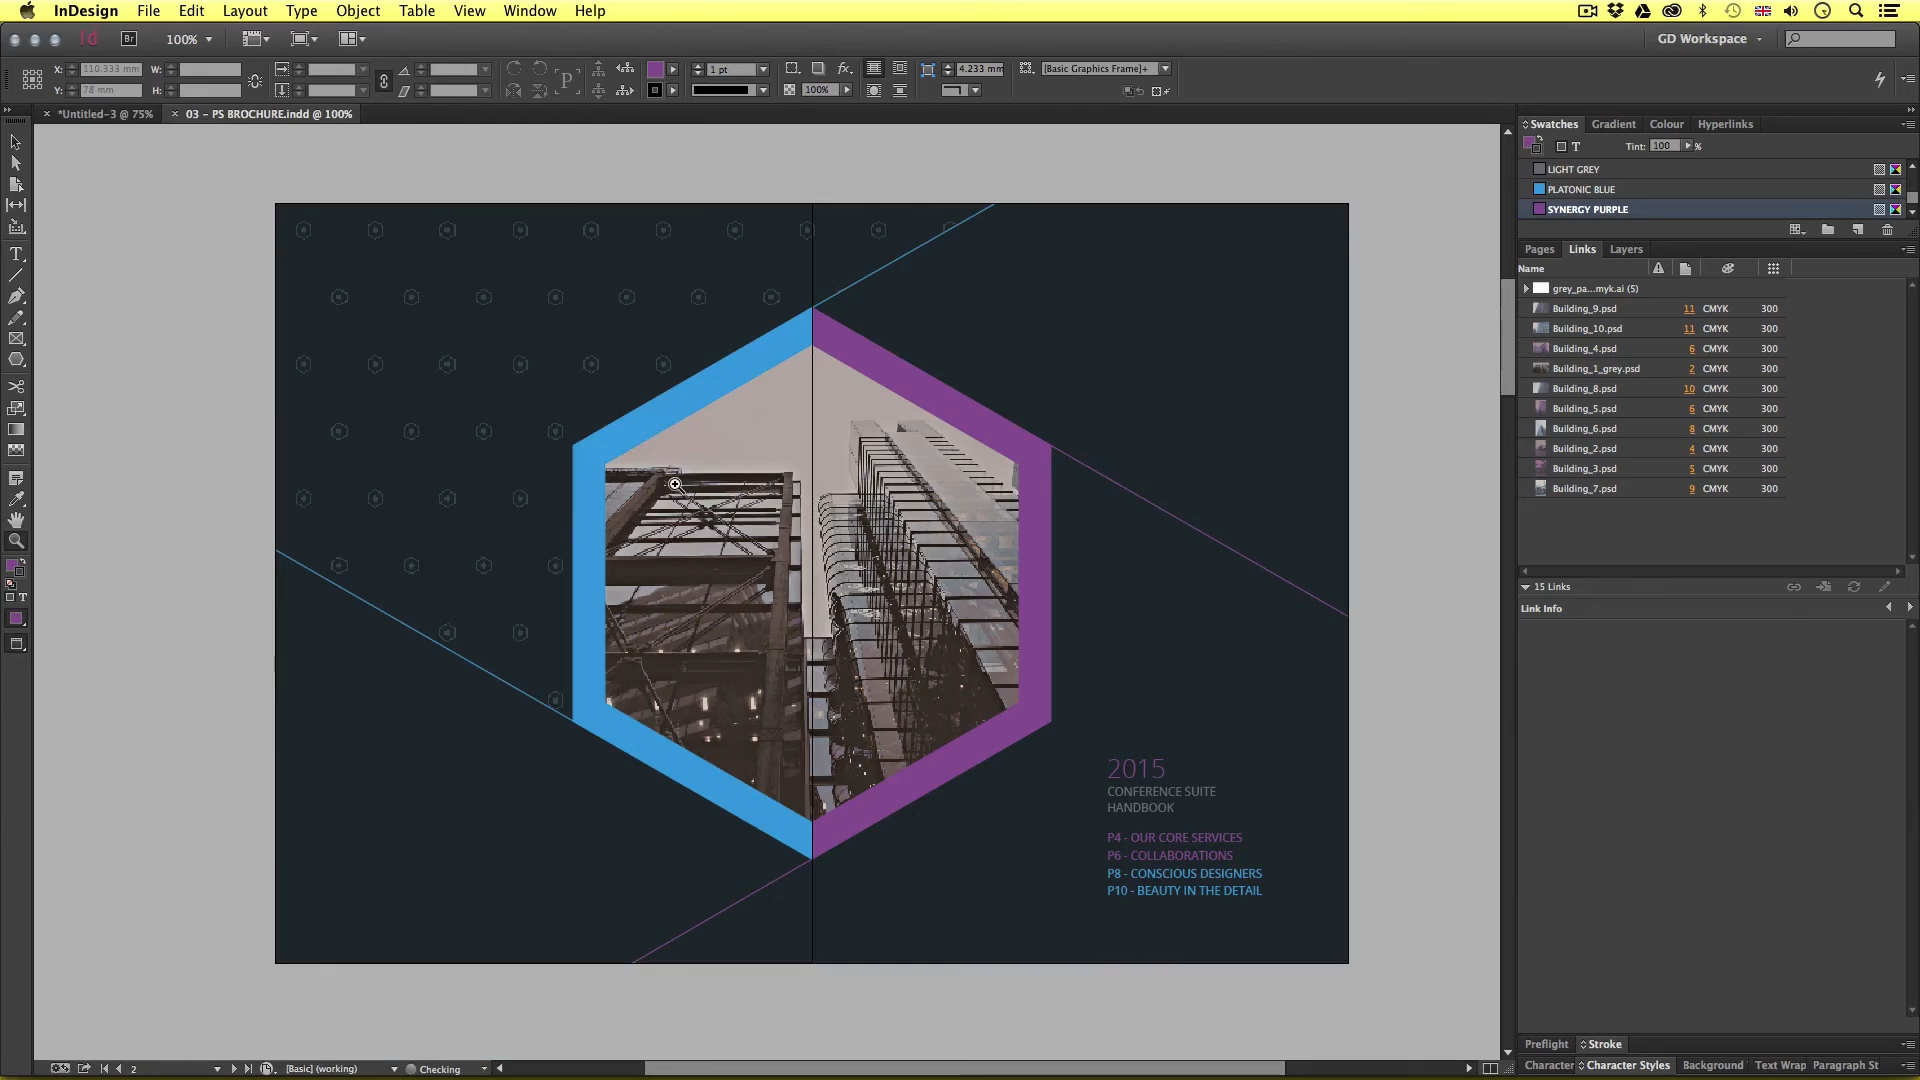 InDesign File Edit Layout Type Object Table View Window Help
Id Br 100% GD Workspace
X: 110.333 mm W: 1 pt 4.233 mm [Basic Graphics Frame]+
Y: 78 mm H: 100%
*Untitled-3 @ 75% 03 – PS BROCHURE.indd @ 100%
Swatches Gradient Colour Hyperlinks
T Tint: 100 %
LIGHT GREY
PLATONIC BLUE
SYNERGY PURPLE
Pages Links Layers
Name
grey_pa...myk.ai (5)
Building_9.psd 11 CMYK 300
Building_10.psd 11 CMYK 300
Building_4.psd 6 CMYK 300
Building_1_grey.psd 2 CMYK 300
Building_8.psd 10 CMYK 300
Building_5.psd 6 CMYK 300
Building_6.psd 8 CMYK 300
Building_2.psd 4 CMYK 300
Building_3.psd 5 CMYK 300
Building_7.psd 9 CMYK 300
15 Links
Link Info
2015
CONFERENCE SUITE
HANDBOOK
P4 - OUR CORE SERVICES
P6 - COLLABORATIONS
P8 - CONSCIOUS DESIGNERS
P10 - BEAUTY IN THE DETAIL
Preflight Stroke
Character Character Styles Background Text Wrap Paragraph St
2 [Basic] (working) Checking